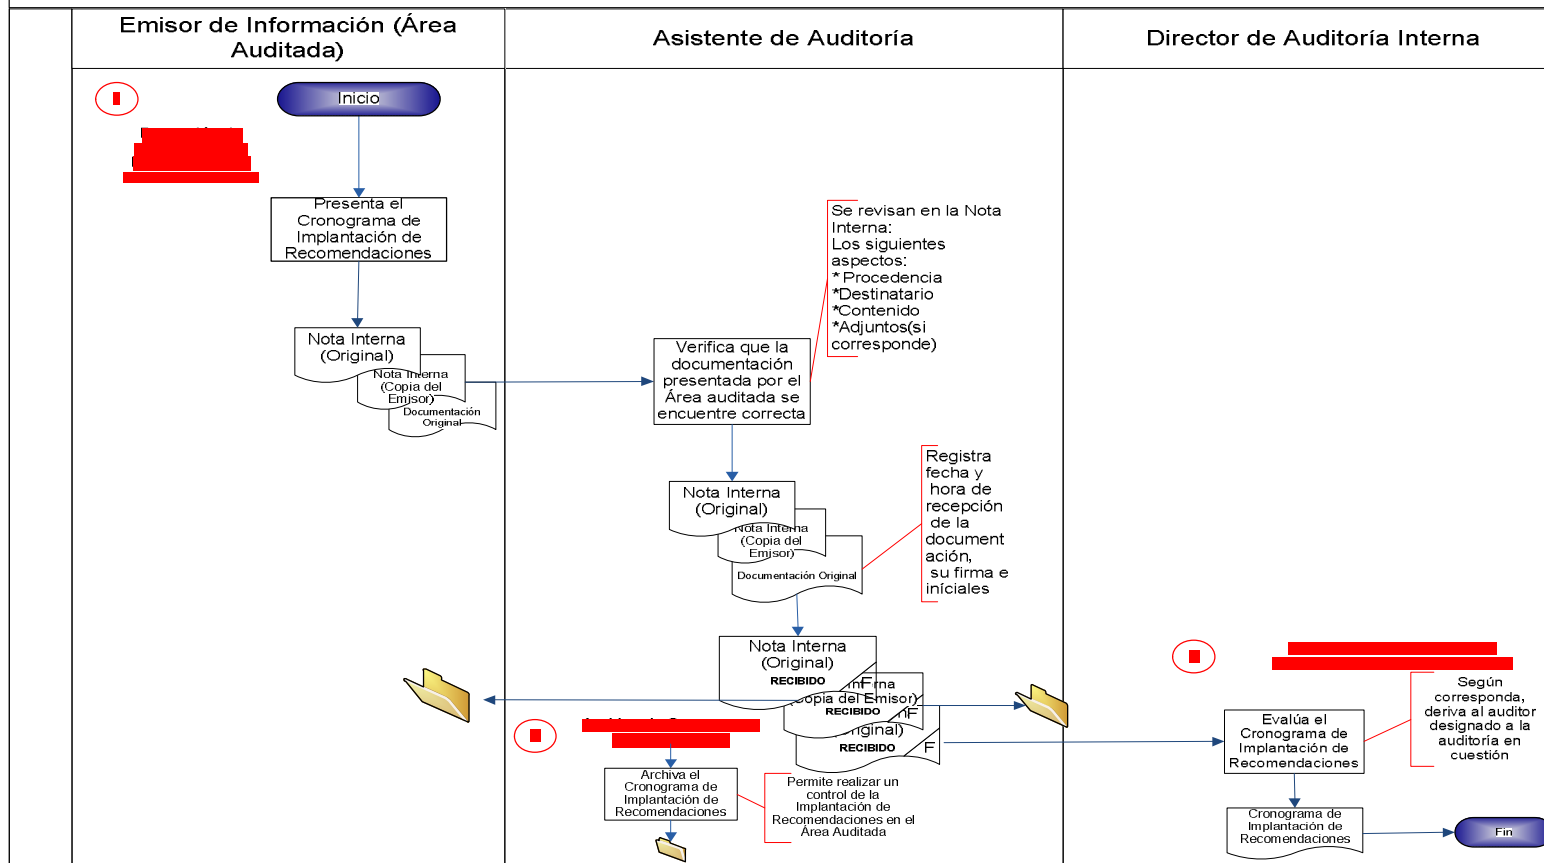 Emisor de Información (Área
Auditada)
Asistente de Auditoría
Director de Auditoría Interna
Inicio
Presenta el
Cronograma de
Implantación de
Recomendaciones
Nota Interna
(Original)
Nota Interna
(Copia del
Emisor)
Documentación
Original
Se revisan en la Nota
Interna:
Los siguientes
aspectos:
* Procedencia
*Destinatario
*Contenido
*Adjuntos(si
corresponde)
Verifica que la
documentación
presentada por el
Área auditada se
encuentre correcta
Nota Interna
(Original)
Nota Interna
(Copia del
Emisor)
Documentación Original
Registra
fecha y
hora de
recepción
de la
document
ación,
su firma e
iníciales
Nota Interna
(Original)
RECIBIDO
F
(Copia del Emisor)
RECIBIDO
F
RECIBIDO
F
Archiva el
Cronograma de
Implantación de
Recomendaciones
Permite realizar un
control de la
Implantación de
Recomendaciones en el
Área Auditada
Según
corresponda,
deriva al auditor
designado a la
auditoría en
cuestión
Evalúa el
Cronograma de
Implantación de
Recomendaciones
Cronograma de
Implantación de
Recomendaciones
Fin